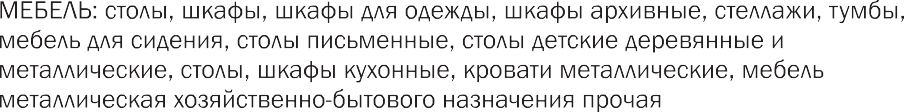 МЕБЕЛЬ: столы, шкафы, шкафы для одежды, шкафы архивные, стеллажи, тумбы,
мебель для сидения, столы письменные, столы детские деревянные и
металлические, столы, шкафы кухонные, кровати металлические, мебель
металлическая хозяйственно-бытового назначения прочая